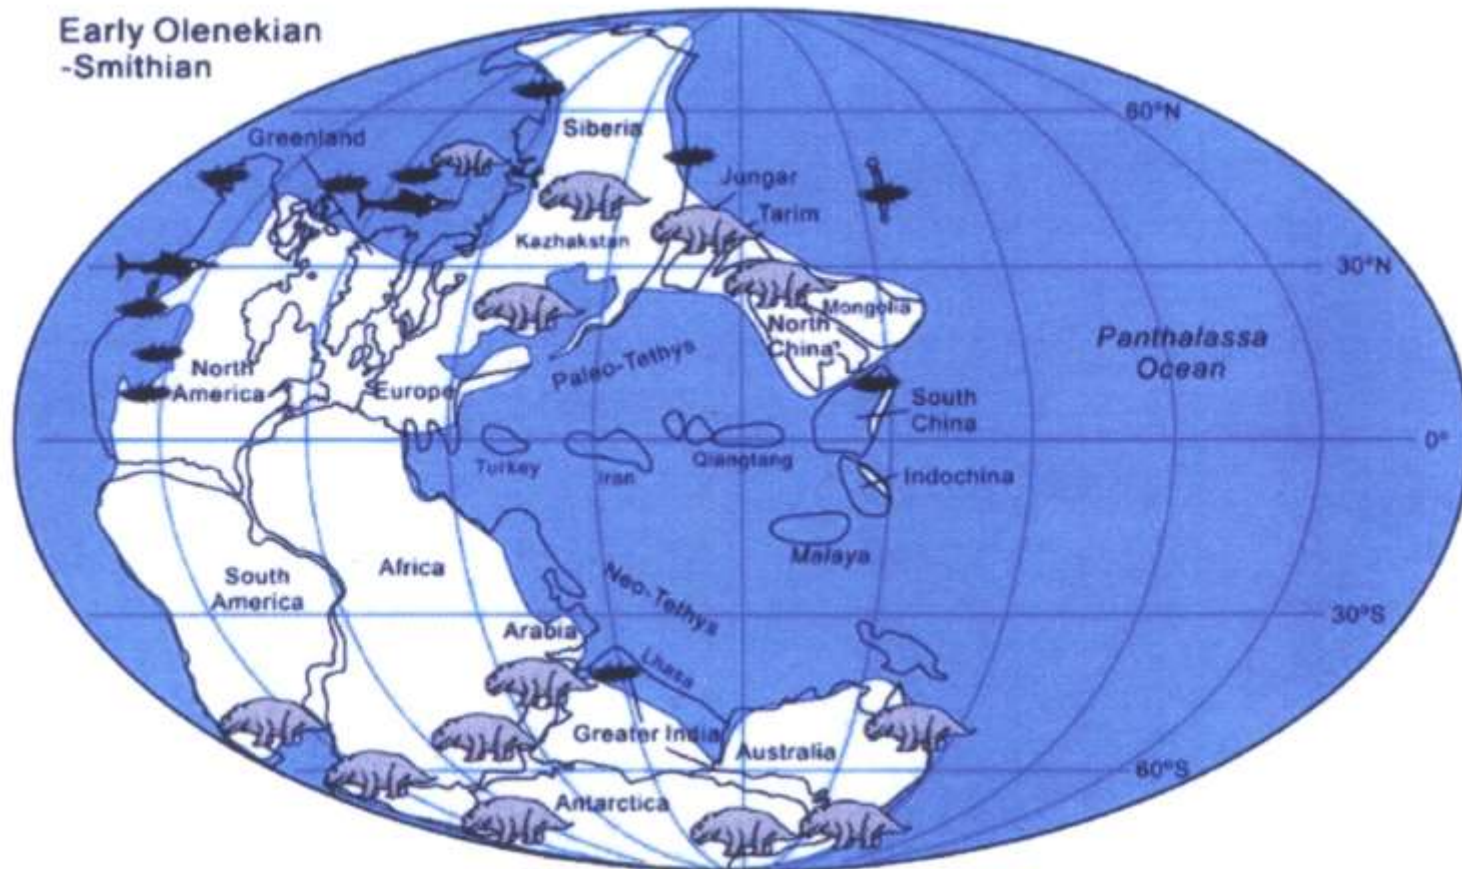 Early Olenekian
-Smithian
60°N
Greenland
Siberia
Jungar
Tarim
Kazhakstan
30°N
Mongolia
North
China
Panthalassa
Ocean
Paleo-Tethys
North
America
Europe
South
China
0°
Turkey
Iran
Qiangtang
Indochina
Malaya
Africa
South
America
Neo-Tethys
30°S
Arabia
Lhasa
Greater India
Australia
60°S
Antarctica